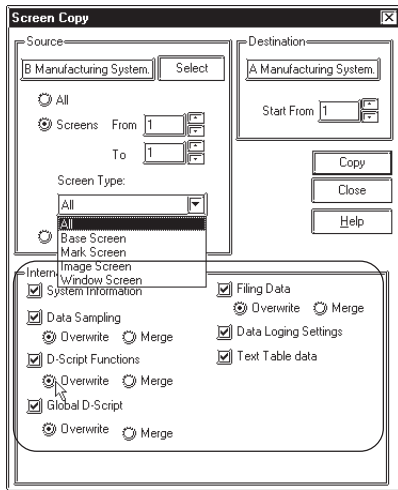 Screen Copy
Source
B Manufacturing System.
Select
All
Screens From 1
To 1
Screen Type:
All
All
Base Screen
Mark Screen
Image Screen
Window Screen
Destination
A Manufacturing System.
Start From 1
Copy
Close
Help
System Information
Data Sampling
Overwrite Merge
D-Script Functions
Overwrite Merge
Global D-Script
Overwrite Merge
Filing Data
Overwrite Merge
Data Loging Settings
Text Table data